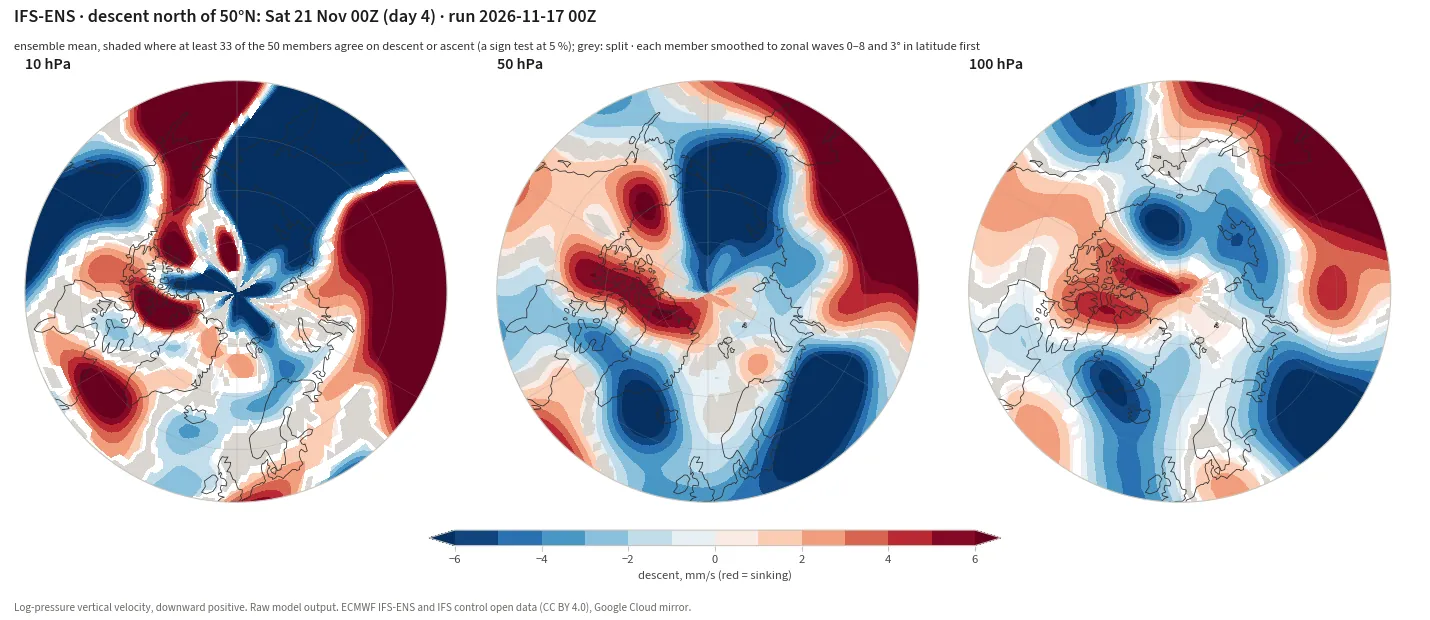 IFS-ENS · descent north of 50°N: Sat 21 Nov 00Z (day 4) · run 2026-11-17 00Z
ensemble mean, shaded where at least 33 of the 50 members agree on descent or ascent (a sign test at 5 %); grey: split · each member smoothed to zonal waves 0–8 and 3° in latitude first
10 hPa
50 hPa
100 hPa
−6 −4 −2 0 2 4 6
descent, mm/s (red = sinking)
Log-pressure vertical velocity, downward positive. Raw model output. ECMWF IFS-ENS and IFS control open data (CC BY 4.0), Google Cloud mirror.